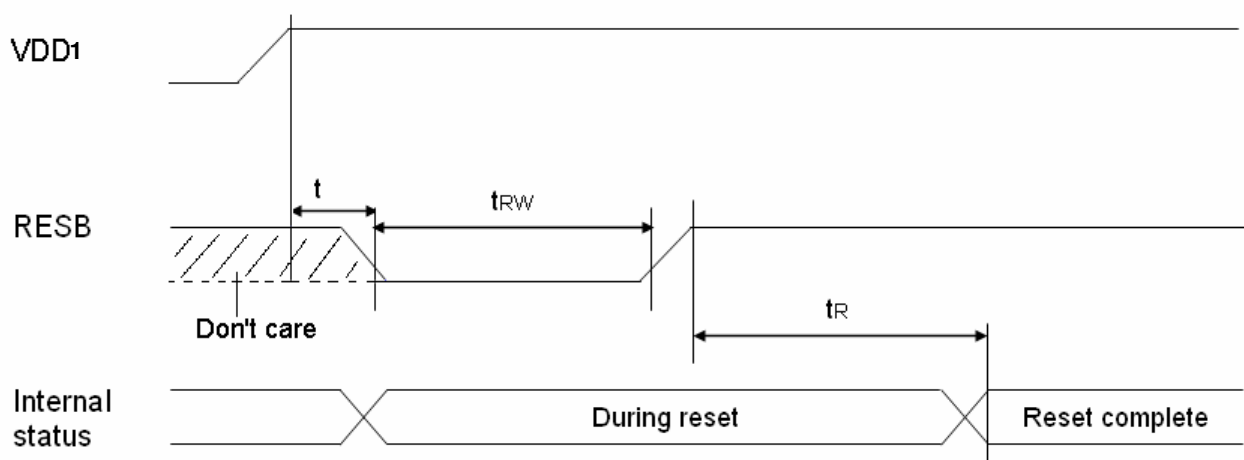 VDD1
t
tRW
RESB
Don't care
tR
Internal
status
During reset
Reset complete